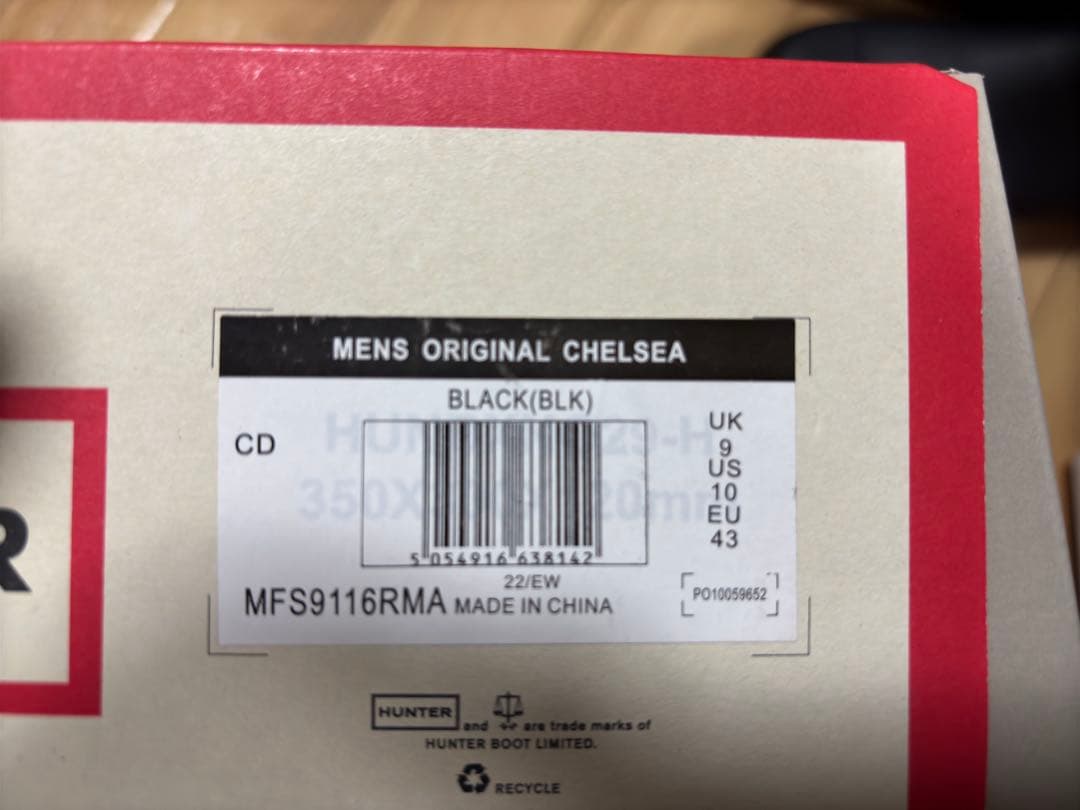 MENS ORIGINAL CHELSEA
BLACK(BLK)
CD
UK
9
US
10
EU
43
5 054916 638142
22/EW
MFS9116RMA MADE IN CHINA
PO10059652
R
HUNTER and are trade marks of
HUNTER BOOT LIMITED.
RECYCLE